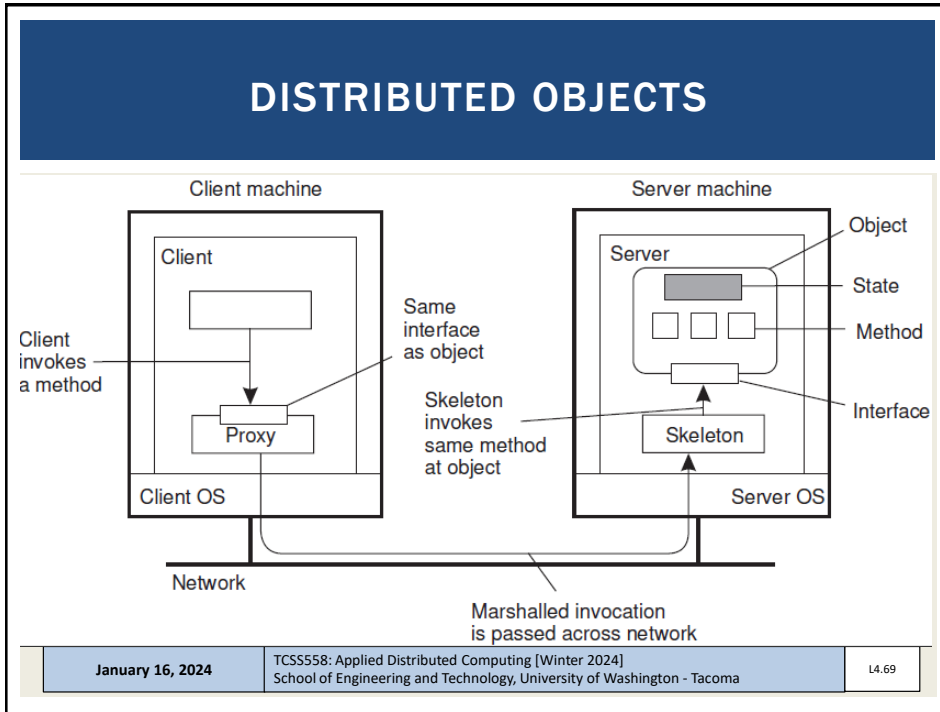 DISTRIBUTED OBJECTS
Client machine
Server machine
Object
Client
Server
State
Same
interface
as object
Method
Client
invokes
a method
Skeleton
invokes
same method
at object
Interface
Proxy
Skeleton
Client OS
Server OS
Network
Marshalled invocation
is passed across network
January 16, 2024
TCSS558: Applied Distributed Computing [Winter 2024]
School of Engineering and Technology, University of Washington - Tacoma
L4.69